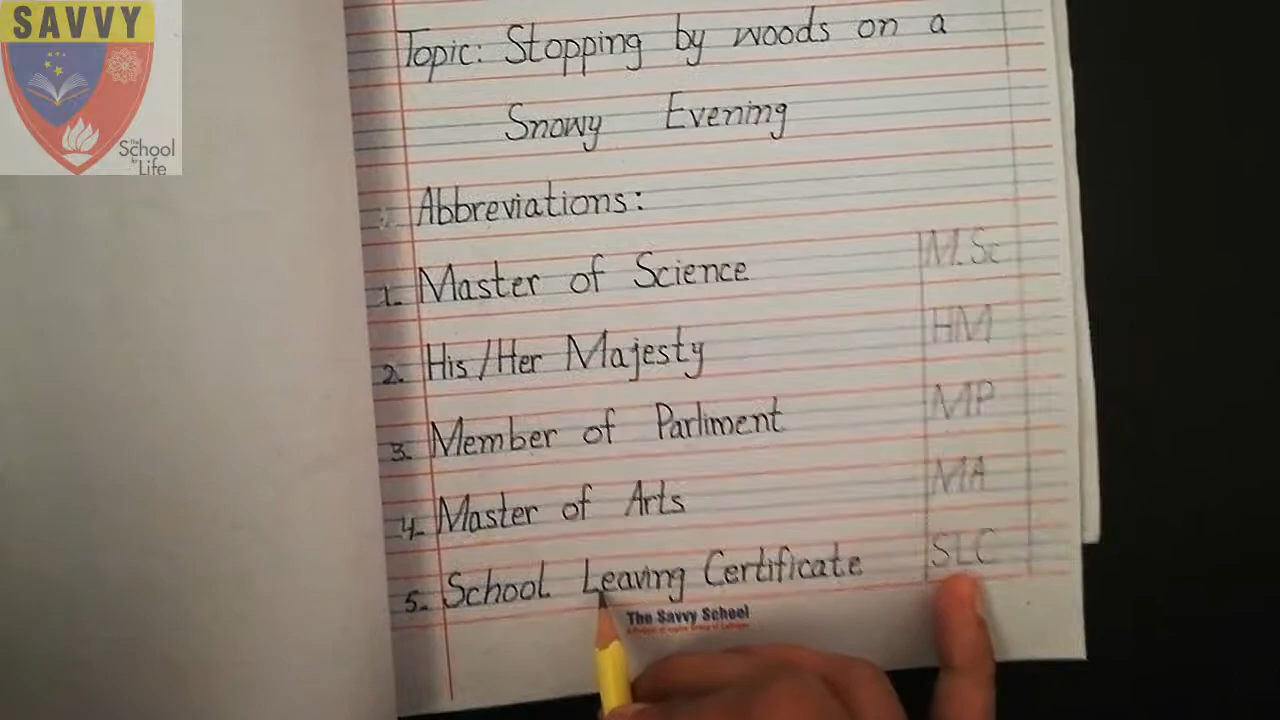 SAVVY
The School for Life
Topic: Stopping by woods on a
Snowy Evening
Abbreviations:
1. Master of Science M.Sc
2. His/Her Majesty HM
3. Member of Parliment MP
4. Master of Arts MA
5. School Leaving Certificate SLC
The Savvy School